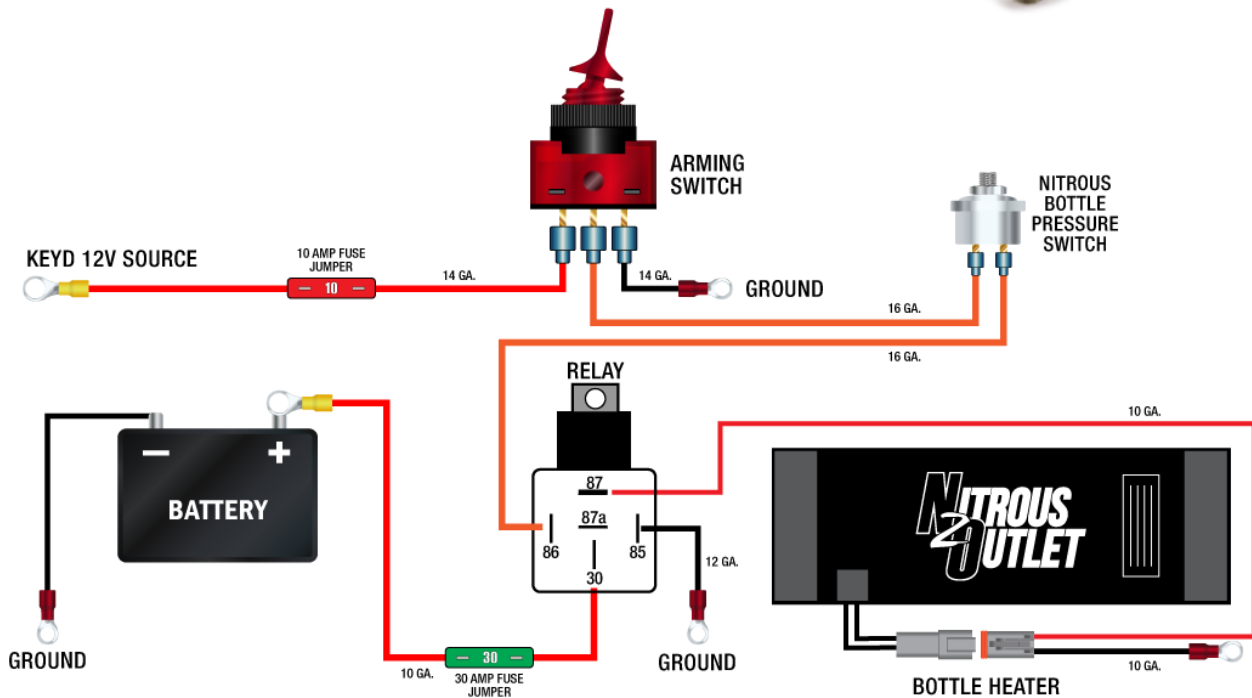 ARMING
SWITCH
NITROUS
BOTTLE
PRESSURE
SWITCH
KEYD 12V SOURCE
10 AMP FUSE
JUMPER
10
14 GA.
14 GA.
GROUND
16 GA.
16 GA.
RELAY
10 GA.
BATTERY
87
87a
86
85
30
12 GA.
NITROUS
2
OUTLET
GROUND
10 GA.
30
30 AMP FUSE
JUMPER
GROUND
10 GA.
BOTTLE HEATER